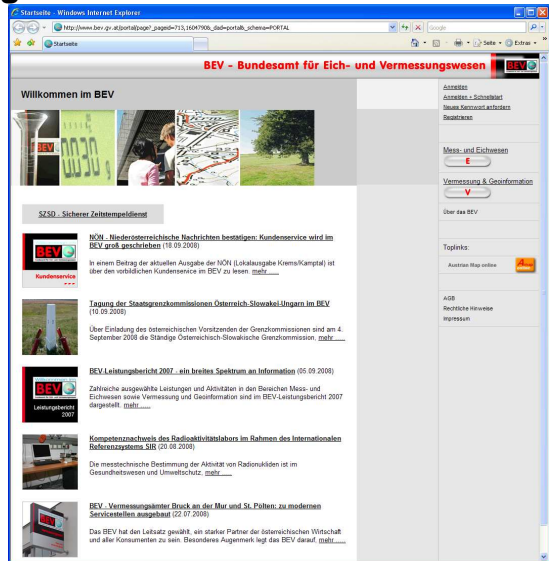 Startseite - Windows Internet Explorer
http://www.bev.gv.at/portal/page?_pageid=713,1604790&_dad=portal&_schema=PORTAL
Google
Startseite
Seite
Extras
BEV - Bundesamt für Eich- und Vermessungswesen
BEV
Willkommen im BEV
BEV
SZSD - Sicherer Zeitstempeldienst
BEV
Kundenservice
NÖN - Niederösterreichische Nachrichten bestätigen: Kundenservice wird im
BEV groß geschrieben (18.09.2008)
In einem Beitrag der aktuellen Ausgabe der NÖN (Lokalausgabe Krems/Kamptal) ist
über den vorbildlichen Kundenservice im BEV zu lesen. mehr ......
Tagung der Staatsgrenzkommissionen Österreich-Slowakei-Ungarn im BEV
(10.09.2008)
Über Einladung des österreichischen Vorsitzenden der Grenzkommissionen sind am 4.
September 2008 die Ständige Österreichisch-Slowakische Grenzkommission, mehr ......
BEV
Leistungsbericht
2007
BEV-Leistungsbericht 2007 - ein breites Spektrum an Information (05.09.2008)
Zahlreiche ausgewählte Leistungen und Aktivitäten in den Bereichen Mess- und
Eichwesen sowie Vermessung und Geoinformation sind im BEV-Leistungsbericht 2007
dargestellt. mehr ......
Kompetenznachweis des Radioaktivitätslabors im Rahmen des Internationalen
Referenzsystems SIR (20.08.2008)
Die messtechnische Bestimmung der Aktivität von Radionukliden ist im
Gesundheitswesen und Umweltschutz. mehr ......
BEV
BEV - Vermessungsämter Bruck an der Mur und St. Pölten: zu modernen
Servicestellen ausgebaut (22.07.2008)
Das BEV hat den Leitsatz gewählt, ein starker Partner der österreichischen Wirtschaft
und aller Konsumenten zu sein. Besonderes Augenmerk legt das BEV darauf, mehr ......
Anmelden
Anmelden + Schnellstart
Neues Kennwort anfordern
Registrieren
Mess- und Eichwesen
E
Vermessung & Geoinformation
V
Über das BEV
Toplinks:
Austrian Map online
AGB
Rechtliche Hinweise
Impressum